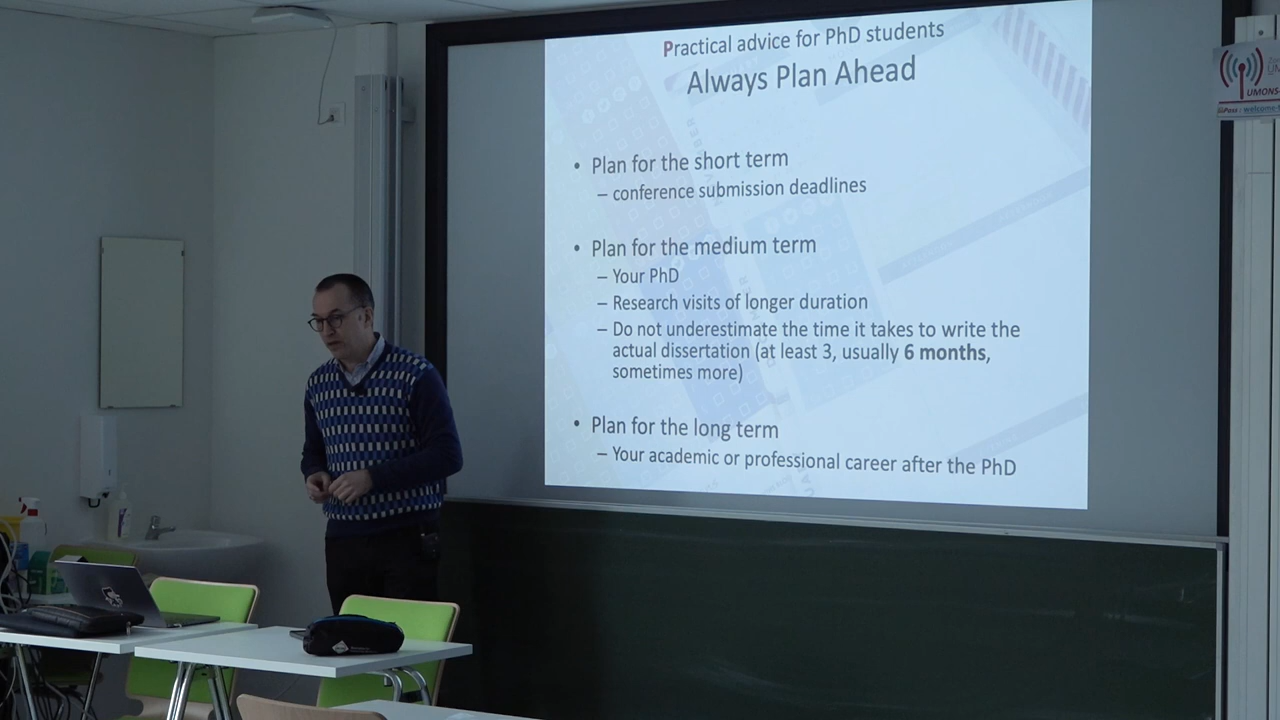 Practical advice for PhD students
Always Plan Ahead
• Plan for the short term
– conference submission deadlines
• Plan for the medium term
– Your PhD
– Research visits of longer duration
– Do not underestimate the time it takes to write the
actual dissertation (at least 3, usually 6 months,
sometimes more)
• Plan for the long term
– Your academic or professional career after the PhD
UMONS-